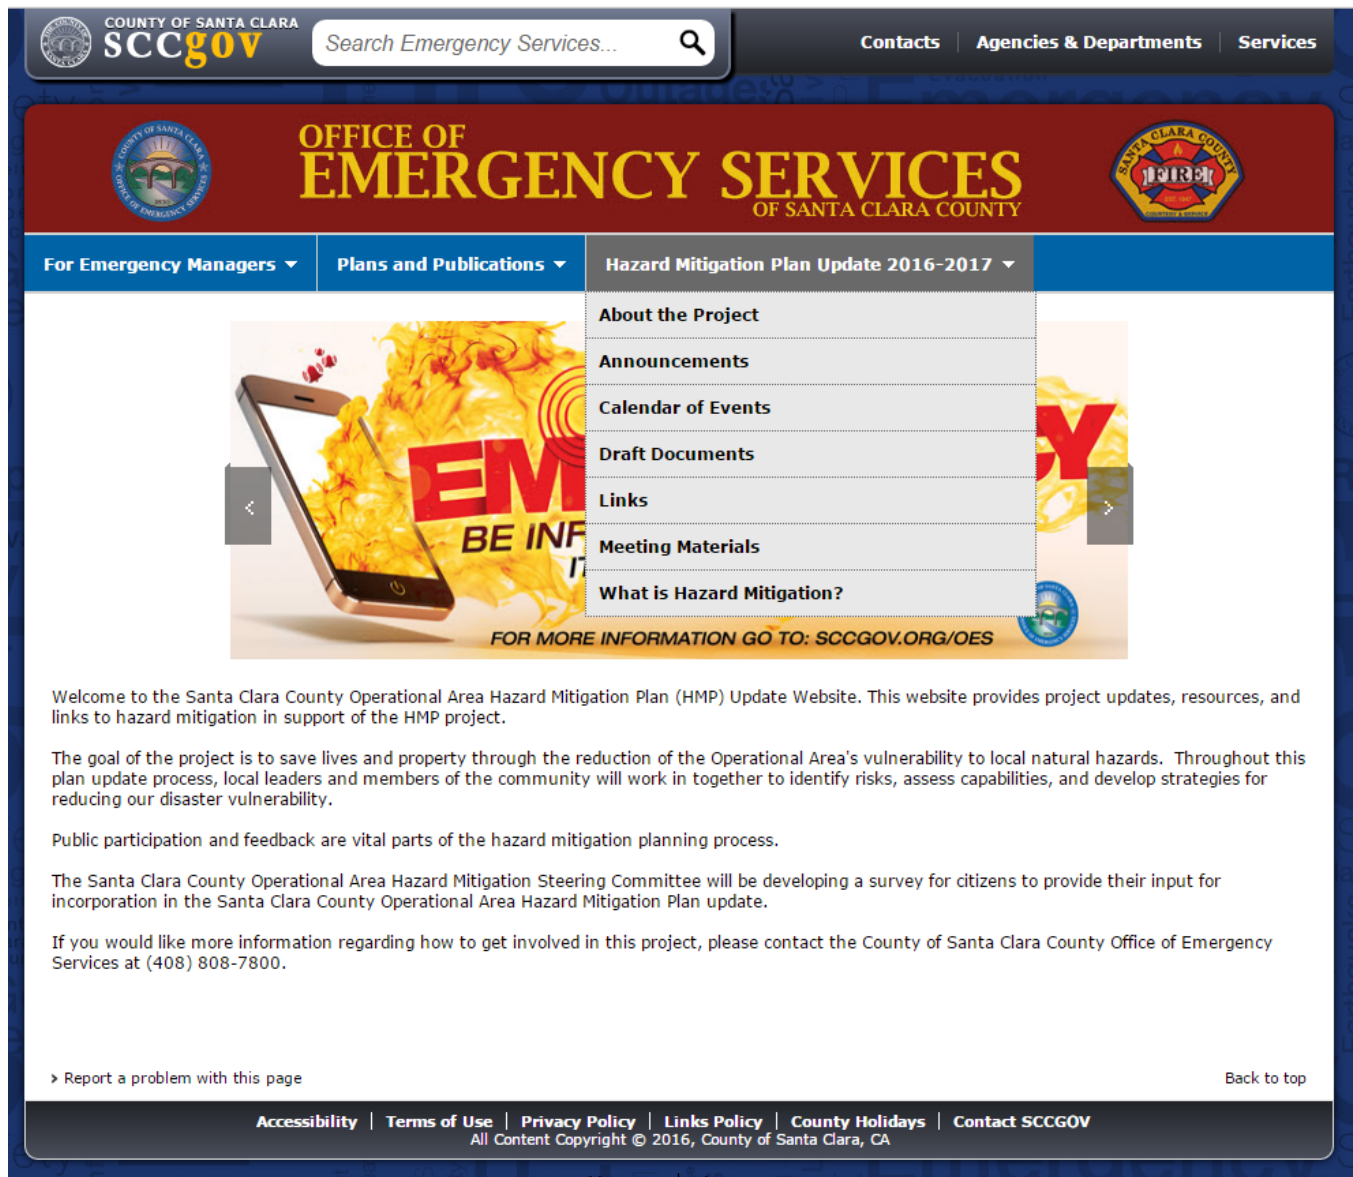 COUNTY OF SANTA CLARA
SCCgov
Search Emergency Services...
Contacts
Agencies & Departments
Services
OFFICE OF
EMERGENCY SERVICES
OF SANTA CLARA COUNTY
SANTA CLARA COUNTY
FIRE
COURTESY & SERVICE
For Emergency Managers
Plans and Publications
Hazard Mitigation Plan Update 2016-2017
About the Project
Announcements
Calendar of Events
Draft Documents
Links
Meeting Materials
What is Hazard Mitigation?
EM CY
BE INF
IT
FOR MORE INFORMATION GO TO: SCCGOV.ORG/OES
Welcome to the Santa Clara County Operational Area Hazard Mitigation Plan (HMP) Update Website. This website provides project updates, resources, and
links to hazard mitigation in support of the HMP project.
The goal of the project is to save lives and property through the reduction of the Operational Area's vulnerability to local natural hazards.  Throughout this
plan update process, local leaders and members of the community will work in together to identify risks, assess capabilities, and develop strategies for
reducing our disaster vulnerability.
Public participation and feedback are vital parts of the hazard mitigation planning process.
The Santa Clara County Operational Area Hazard Mitigation Steering Committee will be developing a survey for citizens to provide their input for
incorporation in the Santa Clara County Operational Area Hazard Mitigation Plan update.
If you would like more information regarding how to get involved in this project, please contact the County of Santa Clara County Office of Emergency
Services at (408) 808-7800.
Report a problem with this page
Back to top
Accessibility | Terms of Use | Privacy Policy | Links Policy | County Holidays | Contact SCCGOV
All Content Copyright © 2016, County of Santa Clara, CA